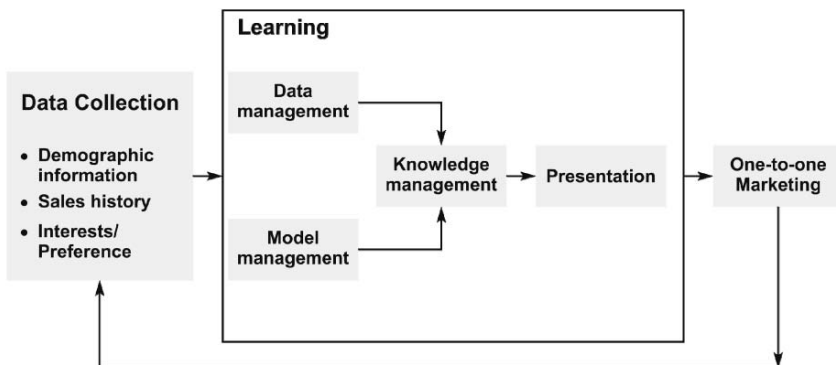 Learning
Data Collection
• Demographic
information
• Sales history
• Interests/
Preference
Data
management
Model
management
Knowledge
management
Presentation
One-to-one
Marketing